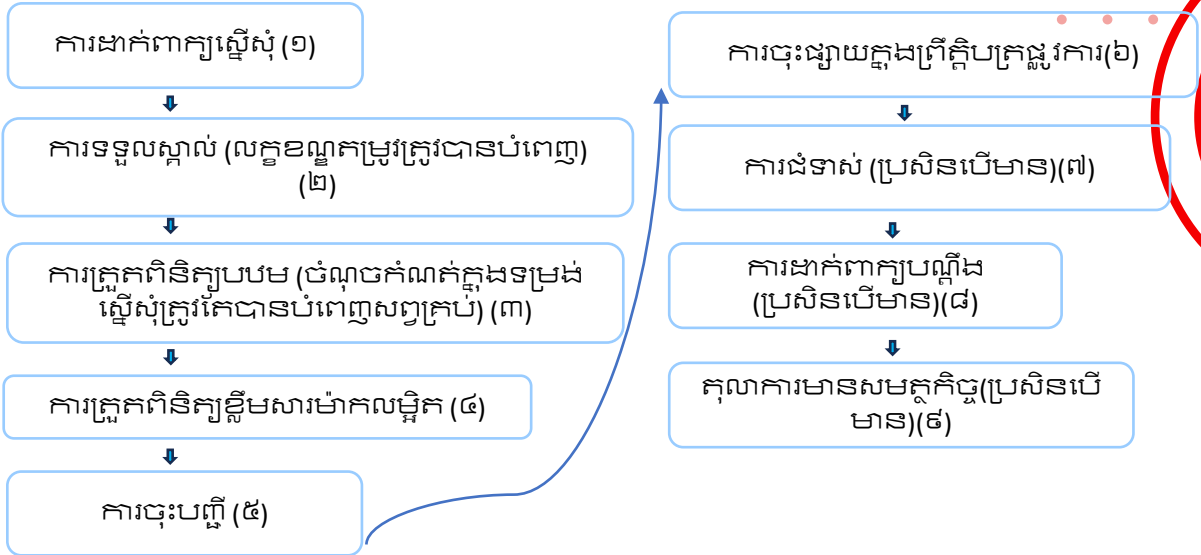 ការដាក់ពាក្យស្នើសុំ (១)
ការទទួលស្គាល់ (លក្ខខណ្ឌតម្រូវត្រូវបានបំពេញ)
(២)
ការត្រួតពិនិត្យបឋម (ចំណុចកំណត់ក្នុងទម្រង់
ស្នើសុំត្រូវតែបានបំពេញសព្វគ្រប់) (៣)
ការត្រួតពិនិត្យខ្លឹមសារម៉ាកលម្អិត (៤)
ការចុះបញ្ជី (៥)
ការចុះផ្សាយក្នុងព្រឹត្តិបត្រផ្លូវការ(៦)
ការជំទាស់ (ប្រសិនបើមាន)(៧)
ការដាក់ពាក្យបណ្តឹង
(ប្រសិនបើមាន)(៨)
តុលាការមានសមត្ថកិច្ច(ប្រសិនបើ
មាន)(៩)